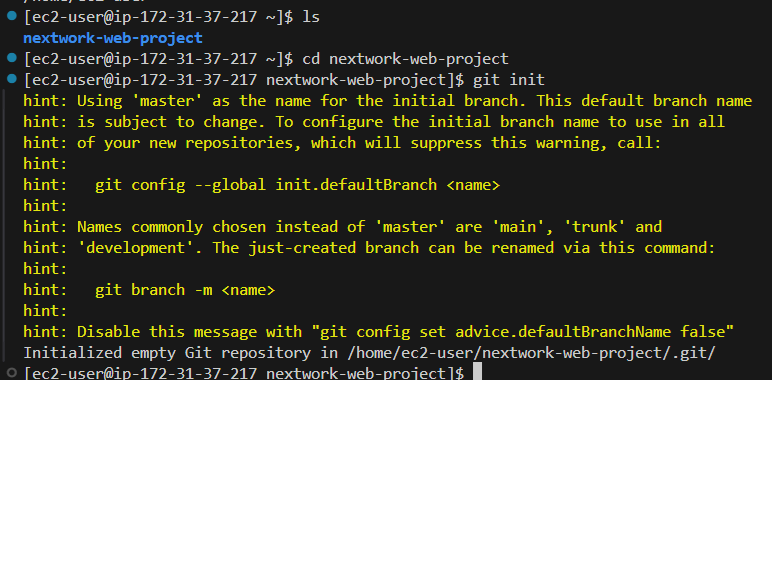 [ec2-user@ip-172-31-37-217 ~]$ ls
nextwork-web-project
[ec2-user@ip-172-31-37-217 ~]$ cd nextwork-web-project
[ec2-user@ip-172-31-37-217 nextwork-web-project]$ git init
hint: Using 'master' as the name for the initial branch. This default branch name
hint: is subject to change. To configure the initial branch name to use in all
hint: of your new repositories, which will suppress this warning, call:
hint:
hint:   git config --global init.defaultBranch <name>
hint:
hint: Names commonly chosen instead of 'master' are 'main', 'trunk' and
hint: 'development'. The just-created branch can be renamed via this command:
hint:
hint:   git branch -m <name>
hint:
hint: Disable this message with "git config set advice.defaultBranchName false"
Initialized empty Git repository in /home/ec2-user/nextwork-web-project/.git/
[ec2-user@ip-172-31-37-217 nextwork-web-project]$